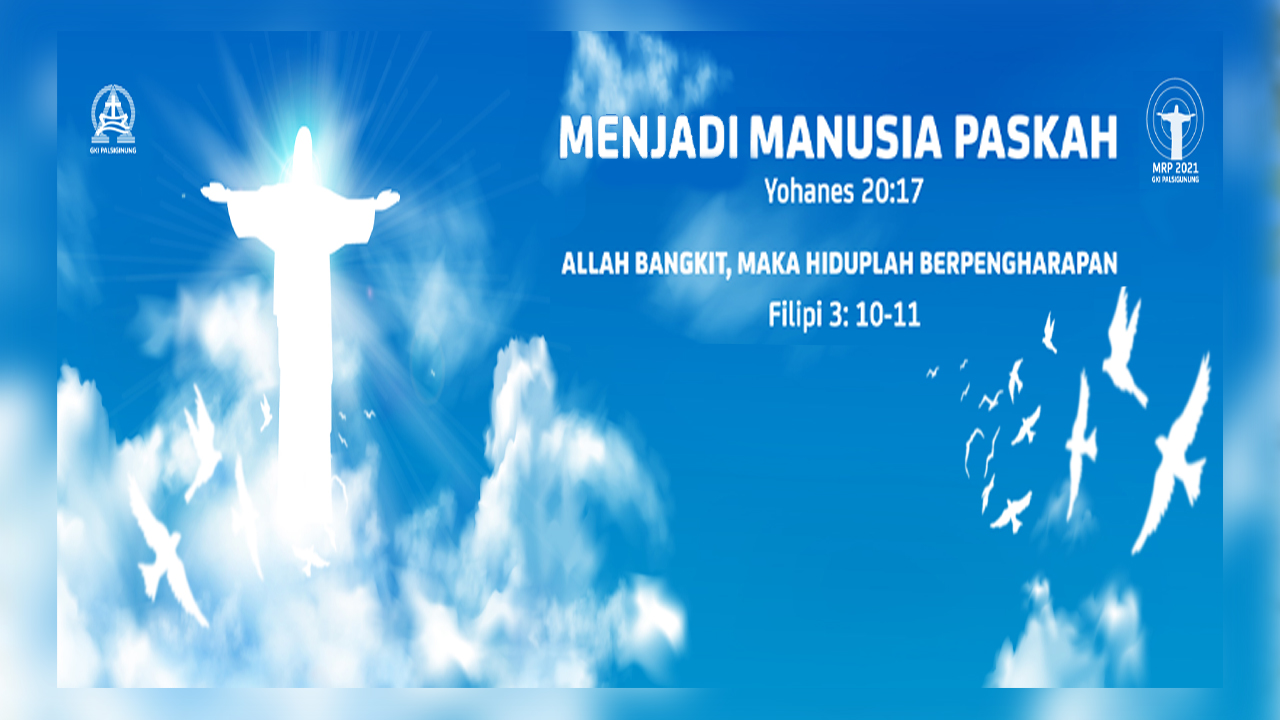 GKI PALSIGUNUNG
MENJADI MANUSIA PASKAH
Yohanes 20:17
ALLAH BANGKIT, MAKA HIDUPLAH BERPENGHARAPAN
Filipi 3: 10-11
MRP 2021
GKI PALSIGUNUNG